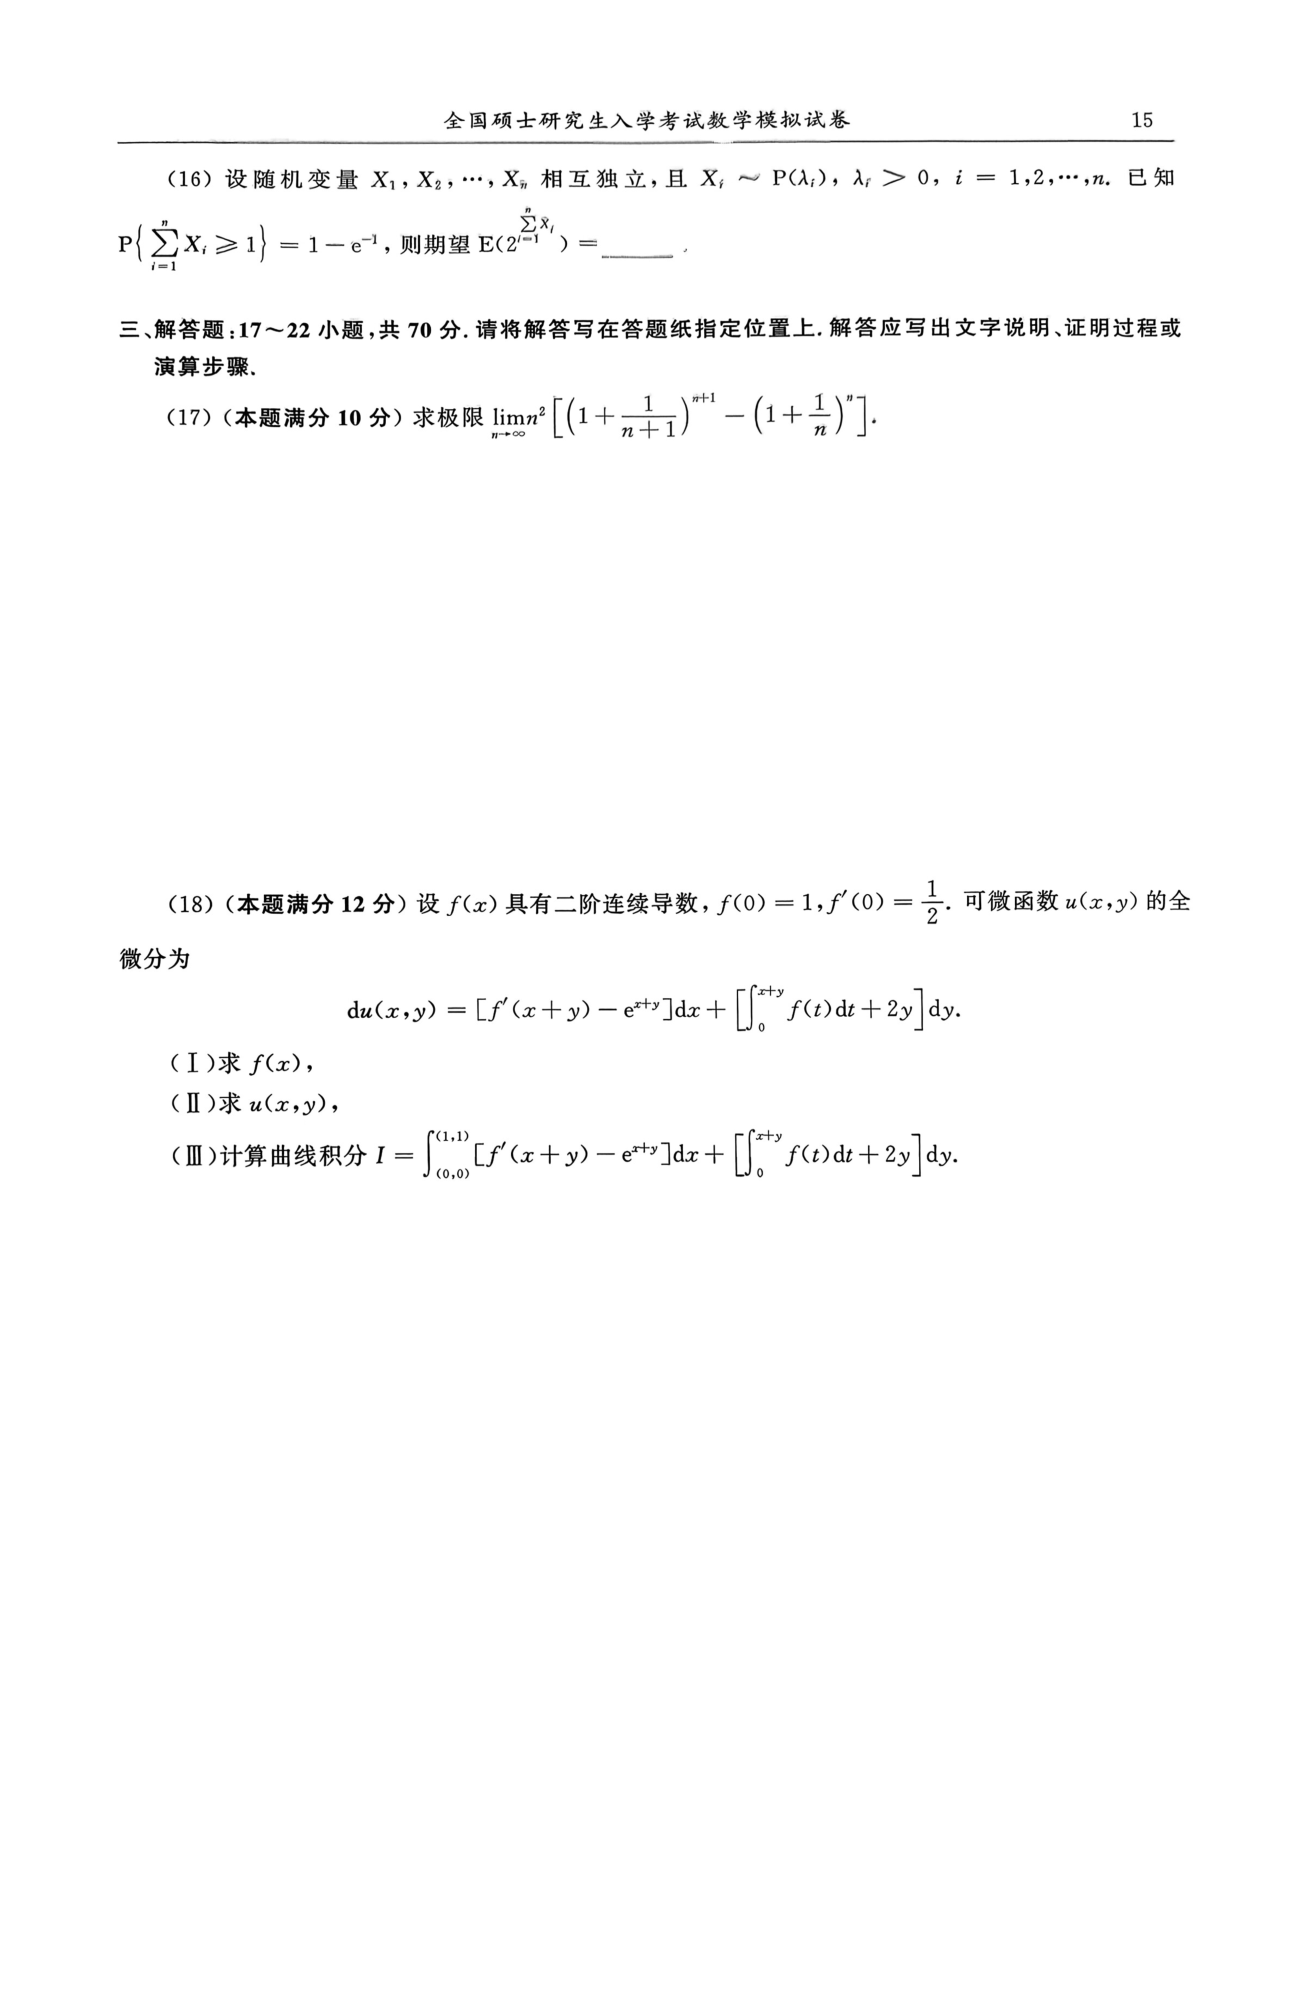 全国硕士研究生入学考试数学模拟试卷 15
(16) 设随机变量 X₁, X₂, ⋯, Xₙ 相互独立,且 Xᵢ ~ P(λᵢ), λᵢ > 0, i = 1,2,⋯,n. 已知
P{∑_{i=1}^{n} Xᵢ ⩾ 1} = 1 − e⁻¹, 则期望 E(2^{∑_{i=1}^{n} Xᵢ}) = ______.
三、解答题:17~22 小题,共 70 分.请将解答写在答题纸指定位置上.解答应写出文字说明、证明过程或
演算步骤.
(17) (本题满分 10 分) 求极限 lim_{n→∞} n²[(1+1/(n+1))^{n+1} − (1+1/n)^n].
(18) (本题满分 12 分) 设 f(x) 具有二阶连续导数, f(0) = 1, f′(0) = 1/2. 可微函数 u(x,y) 的全
微分为
du(x,y) = [f′(x+y) − e^{x+y}]dx + [∫_0^{x+y} f(t)dt + 2y]dy.
(Ⅰ)求 f(x),
(Ⅱ)求 u(x,y),
(Ⅲ)计算曲线积分 I = ∫_{(0,0)}^{(1,1)} [f′(x+y) − e^{x+y}]dx + [∫_0^{x+y} f(t)dt + 2y]dy.